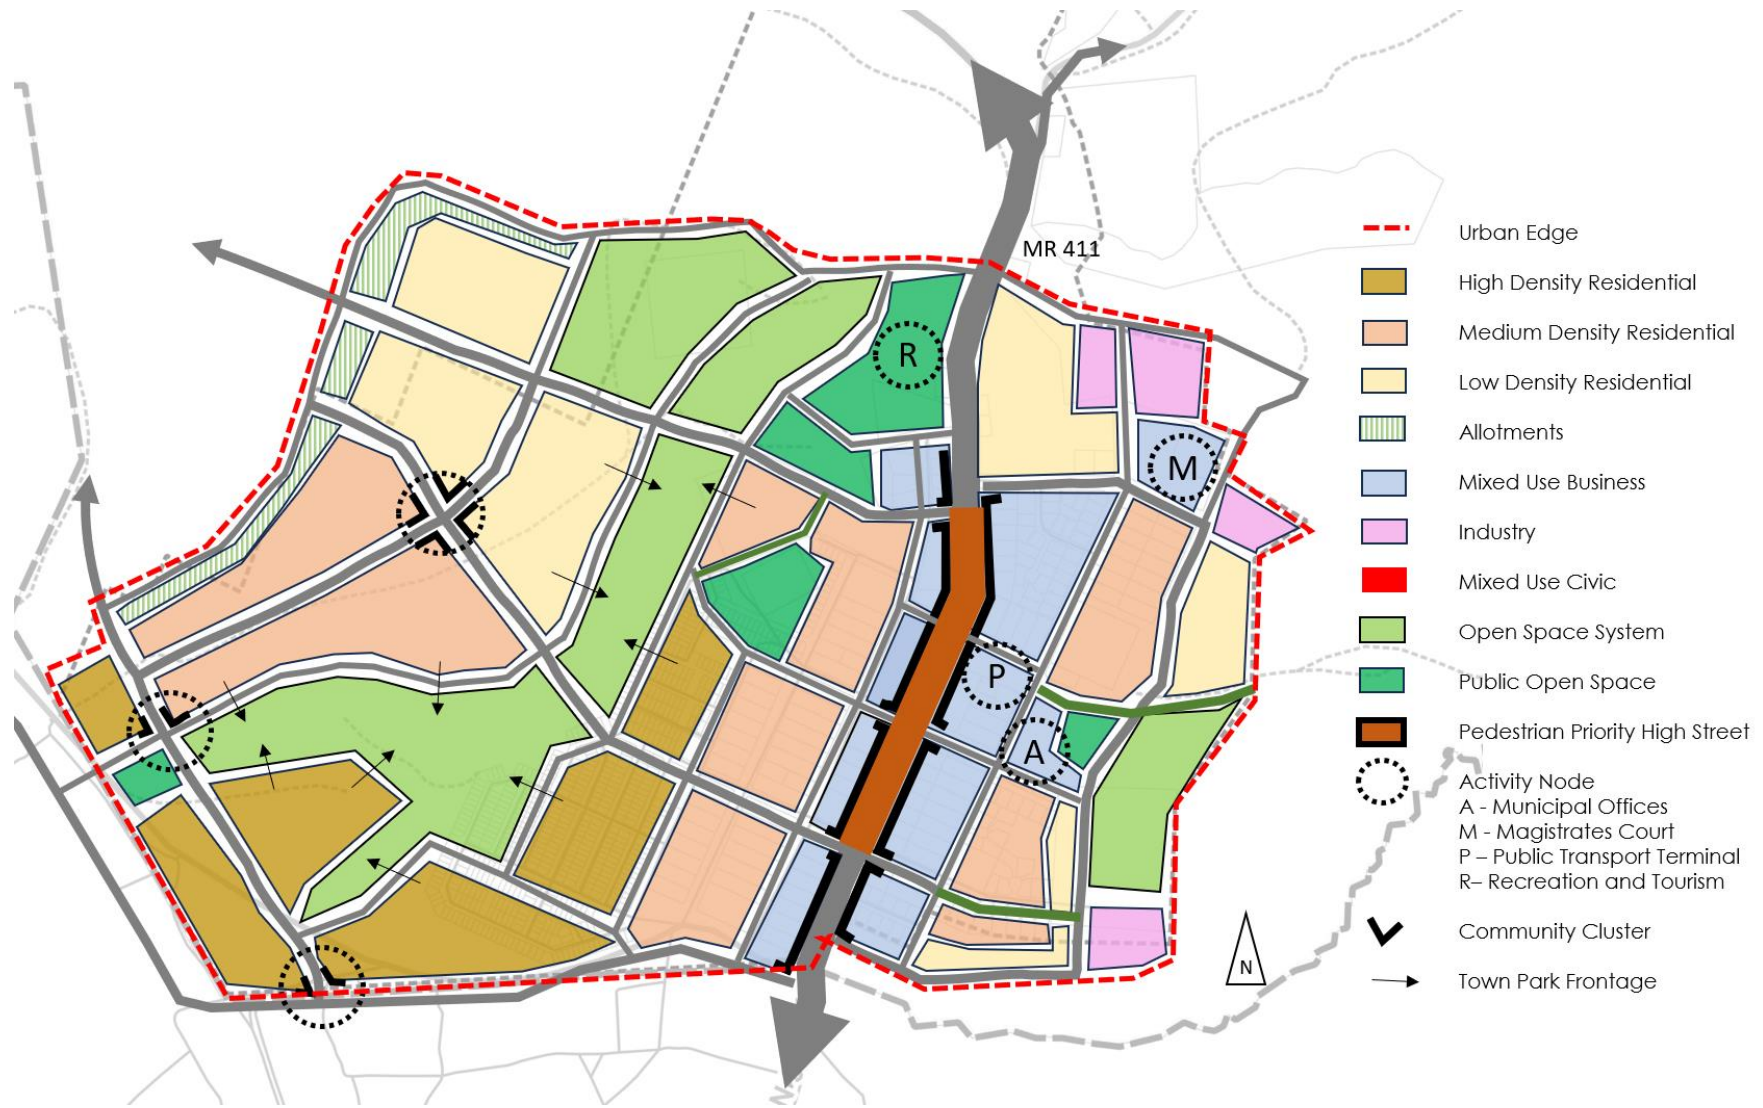 MR 411
R
M
P
A
N
Urban Edge
High Density Residential
Medium Density Residential
Low Density Residential
Allotments
Mixed Use Business
Industry
Mixed Use Civic
Open Space System
Public Open Space
Pedestrian Priority High Street
Activity Node
A - Municipal Offices
M - Magistrates Court
P – Public Transport Terminal
R– Recreation and Tourism
Community Cluster
Town Park Frontage